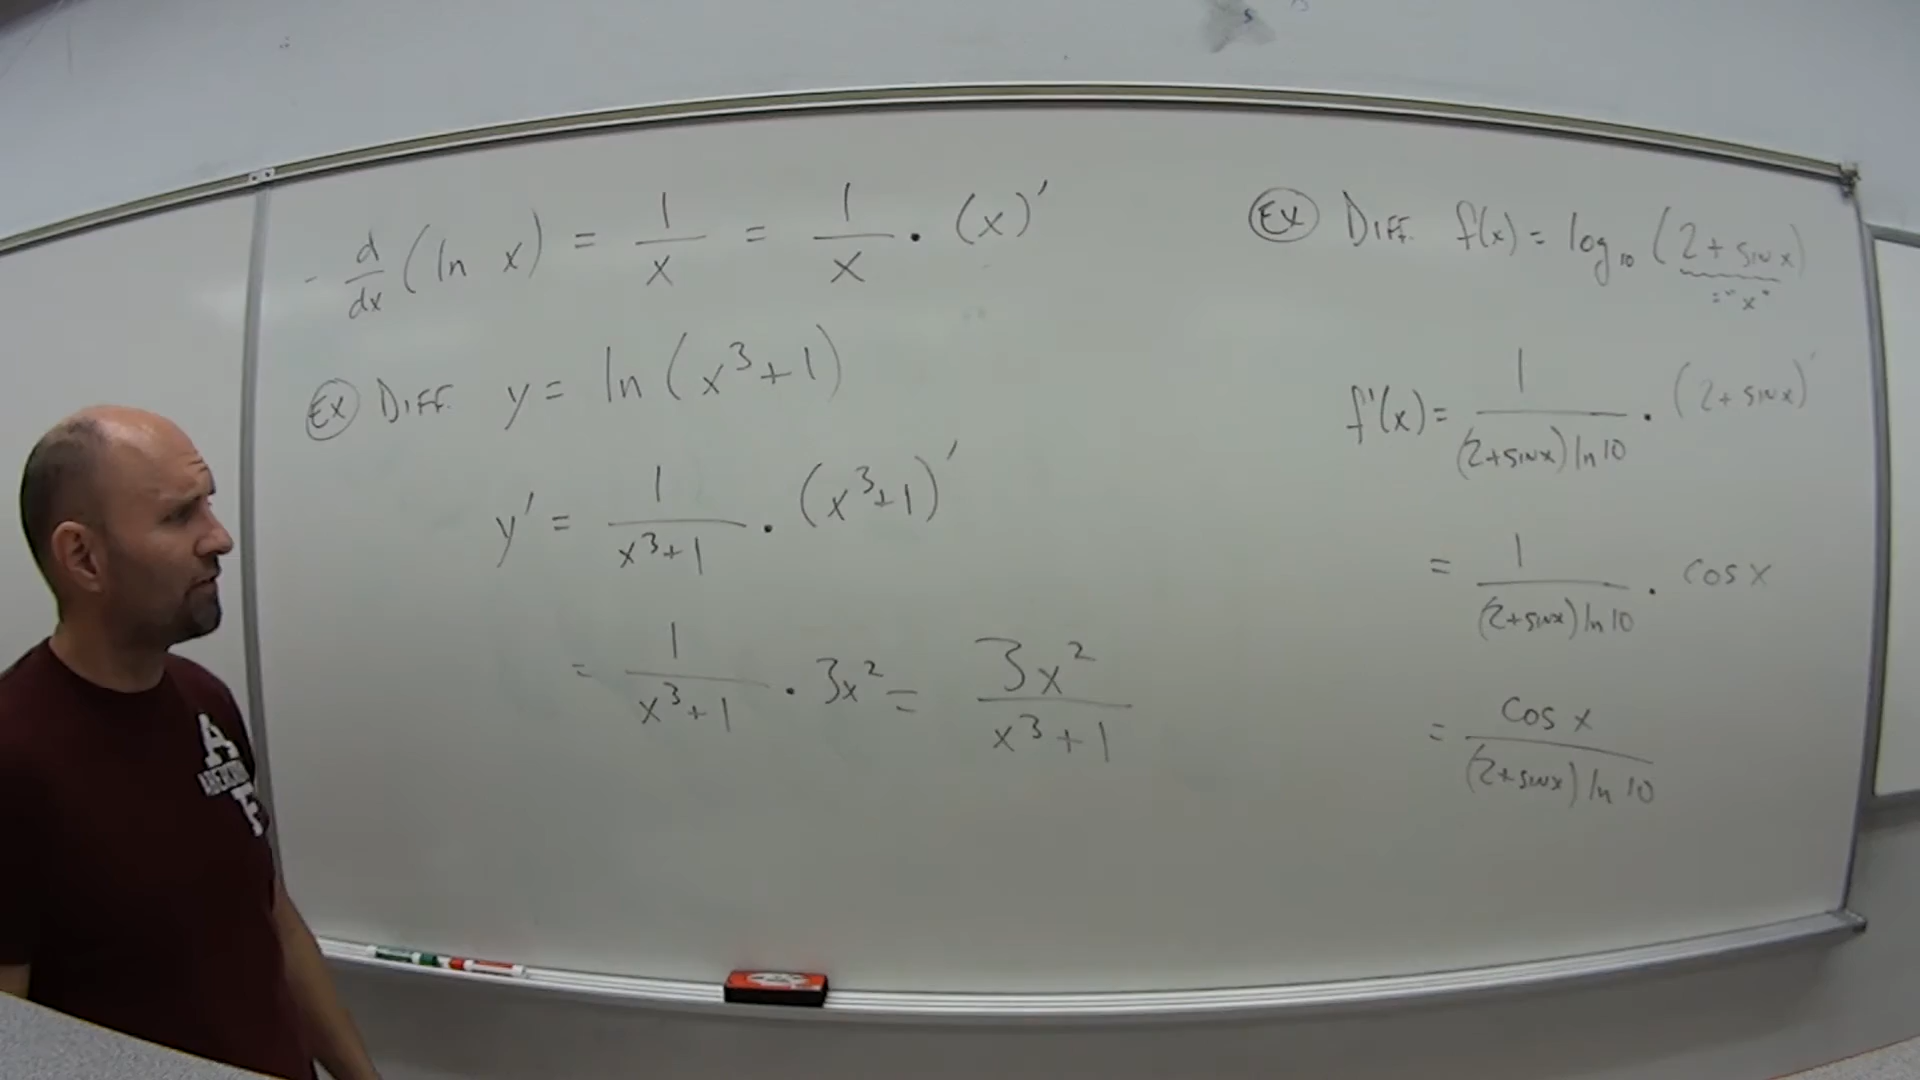 - d/dx (ln x) = 1/x = 1/x · (x)'
Ex Diff. y = ln(x³+1)
y' = 1/(x³+1) · (x³+1)'
= 1/(x³+1) · 3x² = 3x²/(x³+1)
Ex Diff. f(x) = log₁₀ (2 + sin x)
= "x"
f'(x) = 1/((2+sin x) ln 10) · (2+sin x)'
= 1/((2+sin x) ln 10) · cos x
= cos x/((2+sin x) ln 10)